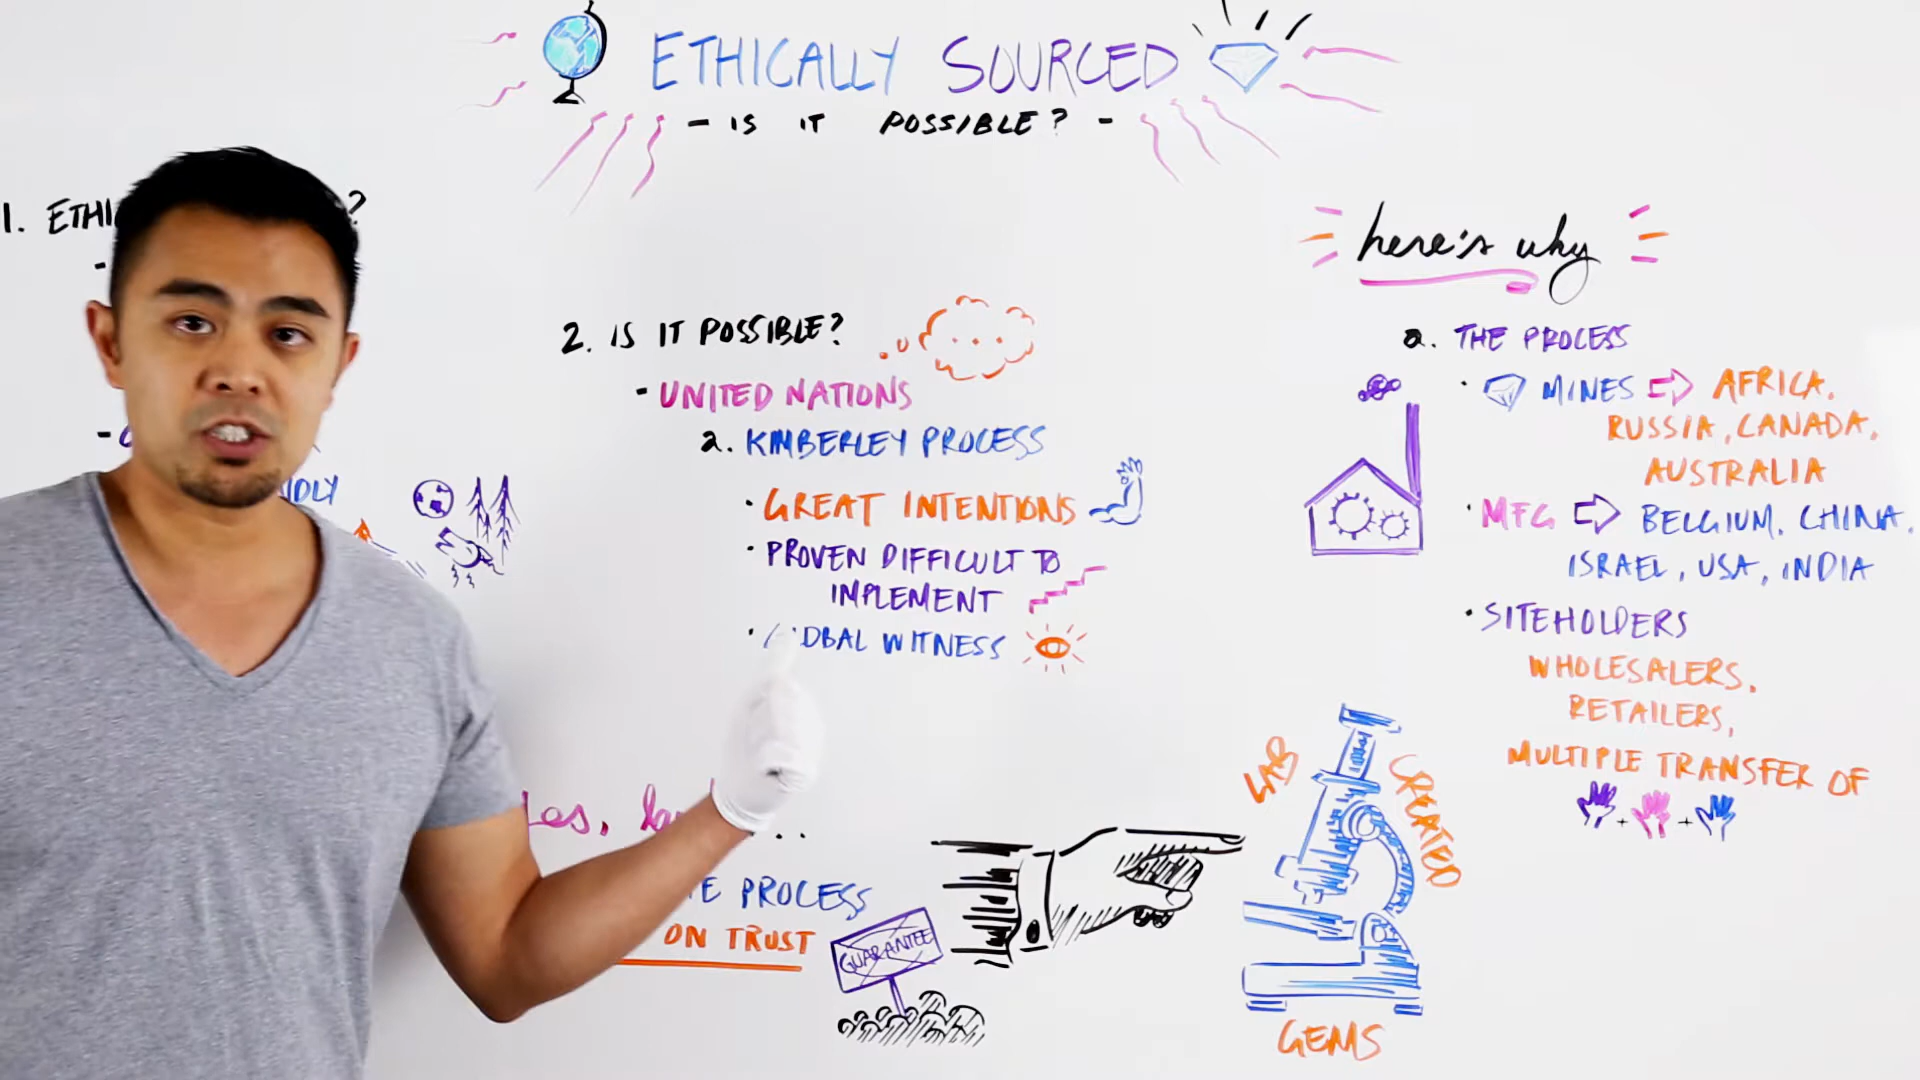 ETHICALLY SOURCED
- IS IT POSSIBLE? -
1. ETHI ?
-
-
NDLY
2. IS IT POSSIBLE?
- UNITED NATIONS
a. KIMBERLEY PROCESS
• GREAT INTENTIONS
• PROVEN DIFFICULT TO
IMPLEMENT
• OBAL WITNESS
PROCESS
ON TRUST
GUARANTEE
here's why
a. THE PROCESS
• MINES ⇨ AFRICA,
RUSSIA, CANADA,
AUSTRALIA
• MFG ⇨ BELGIUM, CHINA,
ISRAEL, USA, INDIA
• SITEHOLDERS
WHOLESALERS,
RETAILERS,
MULTIPLE TRANSFER OF
+ +
LAB
CREATED
GEMS